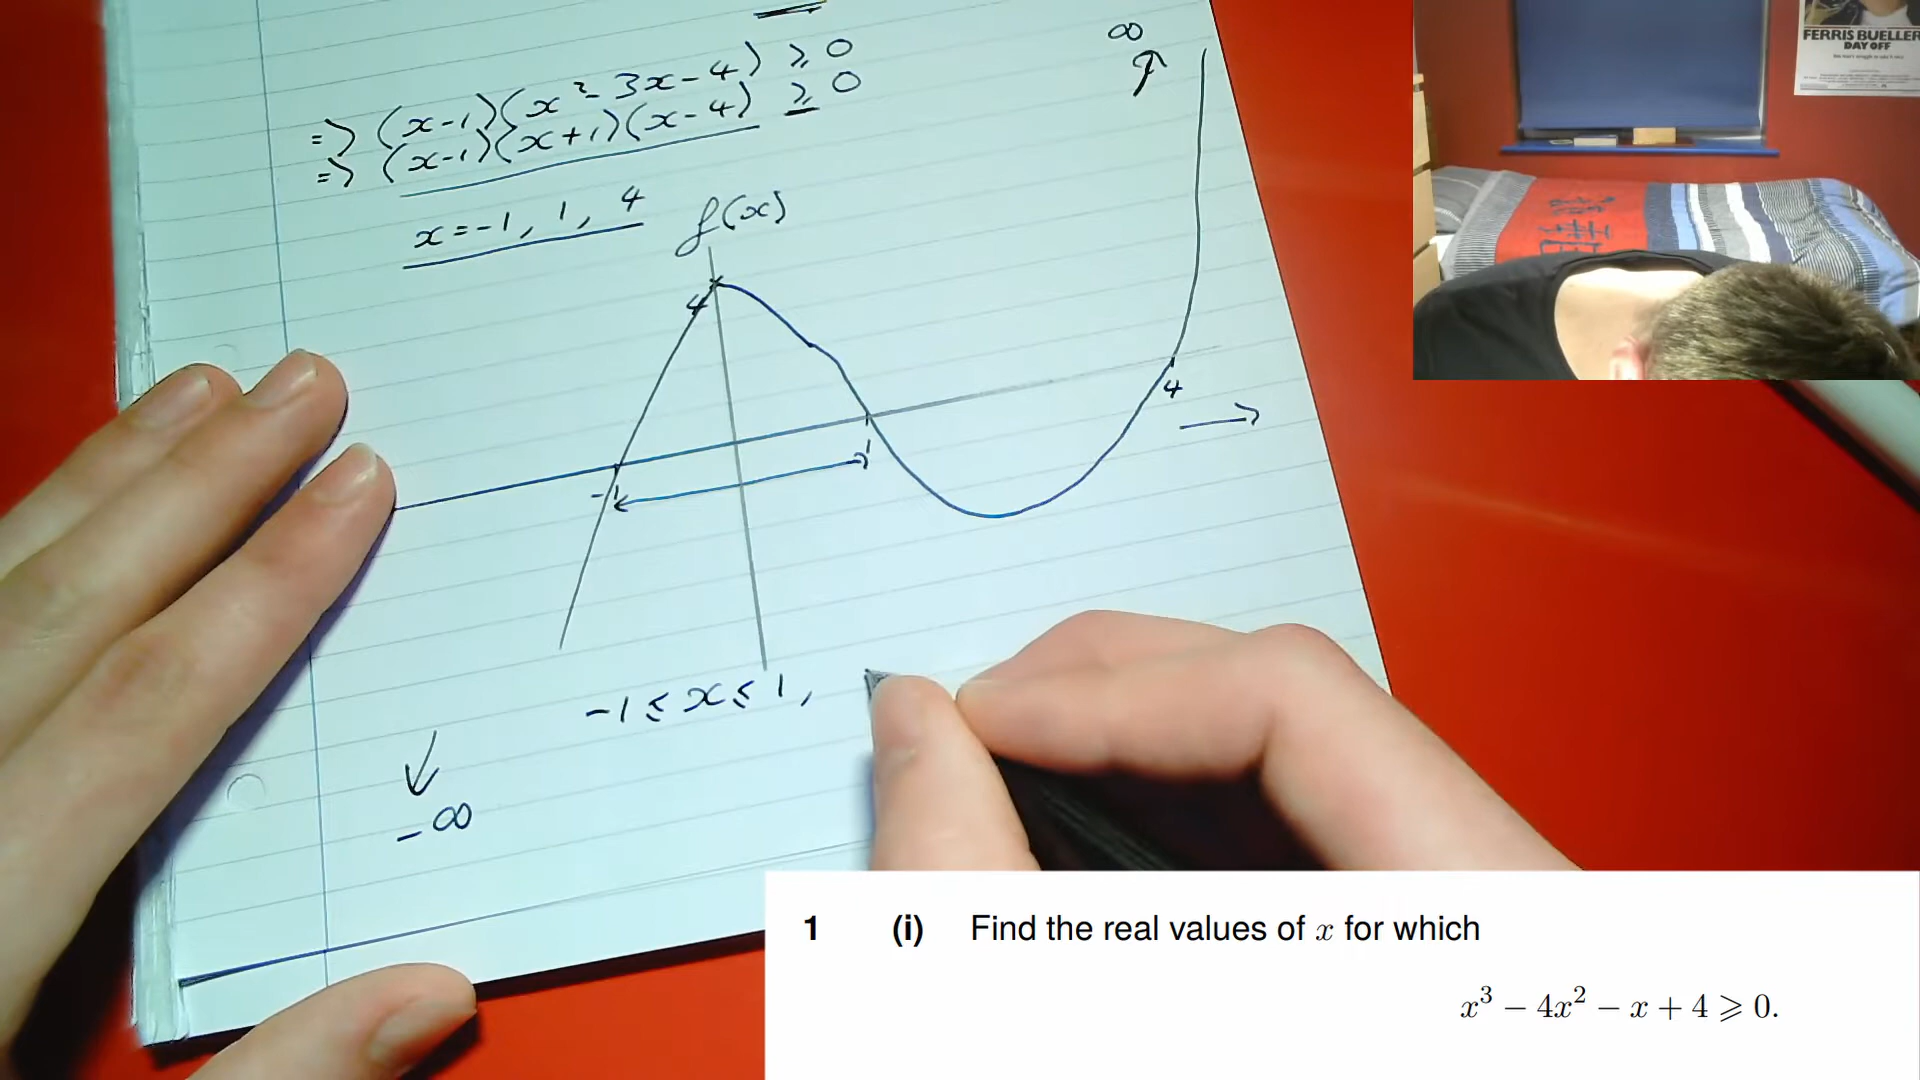 => (x-1)(x²-3x-4) ⩾ 0
=> (x-1)(x+1)(x-4) ⩾ 0
x=-1, 1, 4
f(x)
∞
4
-1
1
4
-1 ≤ x ≤ 1,
-∞
FERRIS BUELLER
DAY OFF
1 (i) Find the real values of x for which
x³ − 4x² − x + 4 ⩾ 0.